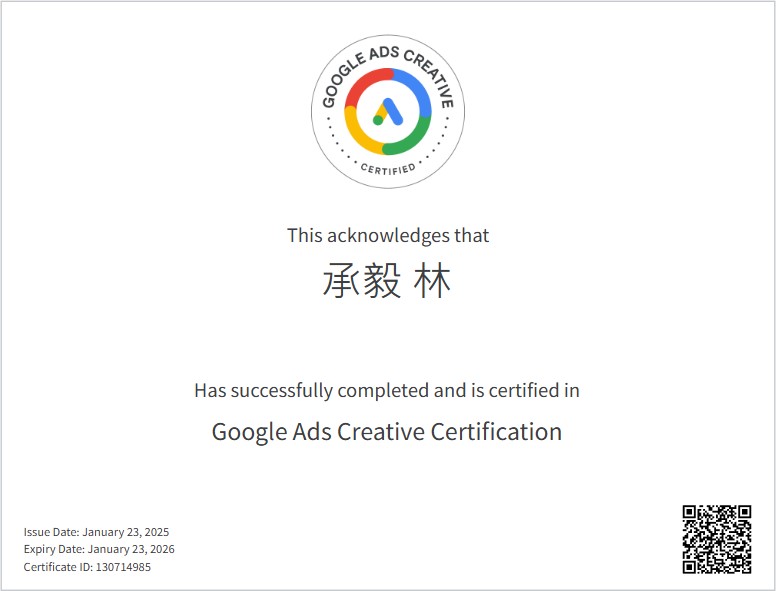 GOOGLE ADS CREATIVE
CERTIFIED
This acknowledges that
承毅 林
Has successfully completed and is certified in
Google Ads Creative Certification
Issue Date: January 23, 2025
Expiry Date: January 23, 2026
Certificate ID: 130714985